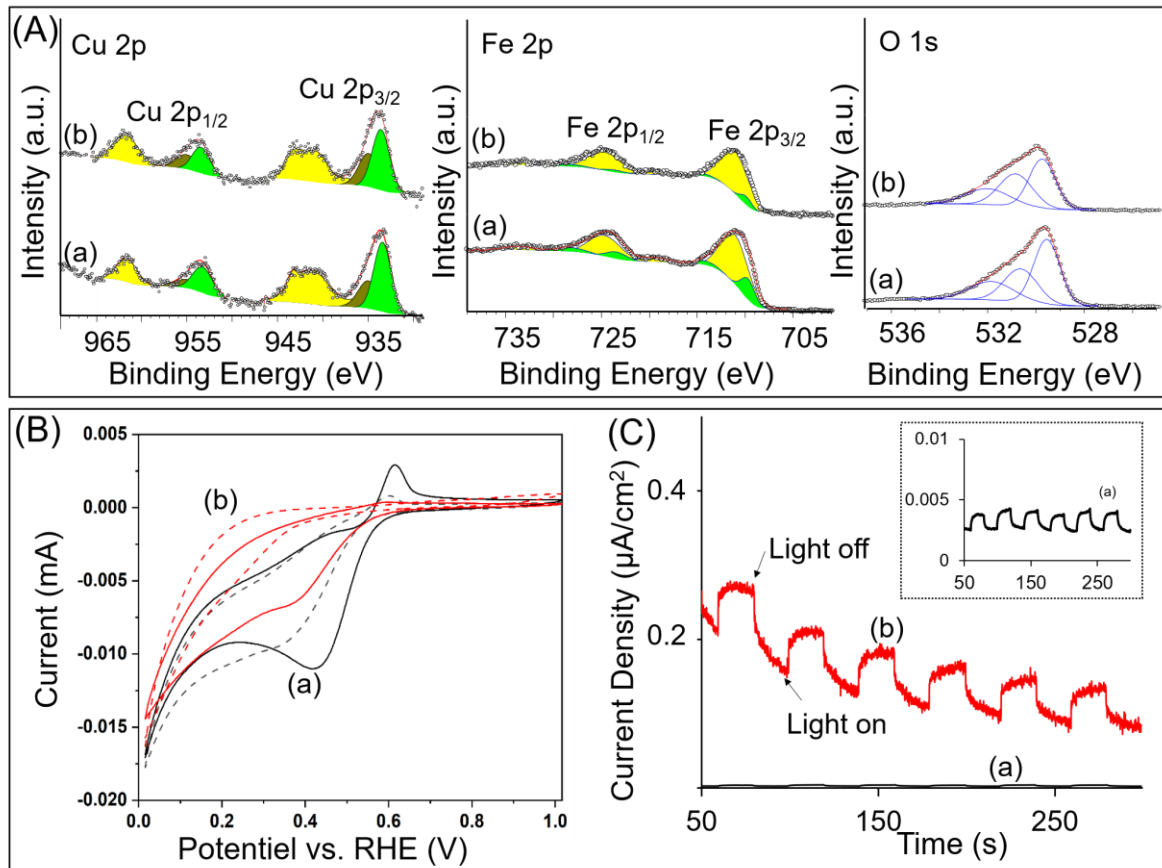 (A)
Cu 2p
Cu 2p1/2
Cu 2p3/2
(b)
(a)
Intensity (a.u.)
965 955 945 935
Binding Energy (eV)
Fe 2p
Fe 2p1/2
Fe 2p3/2
(b)
(a)
Intensity (a.u.)
735 725 715 705
Binding Energy (eV)
O 1s
(b)
(a)
Intensity (a.u.)
536 532 528
Binding Energy (eV)
(B)
0.005
0.000
-0.005
-0.010
-0.015
-0.020
Current (mA)
(b)
(a)
0.0 0.2 0.4 0.6 0.8 1.0
Potentiel vs. RHE (V)
(C)
0.4
0.2
Current Density (µA/cm²)
Light off
Light on
(b)
(a)
50 150 250
Time (s)
0.01
0.005
0
(a)
50 150 250